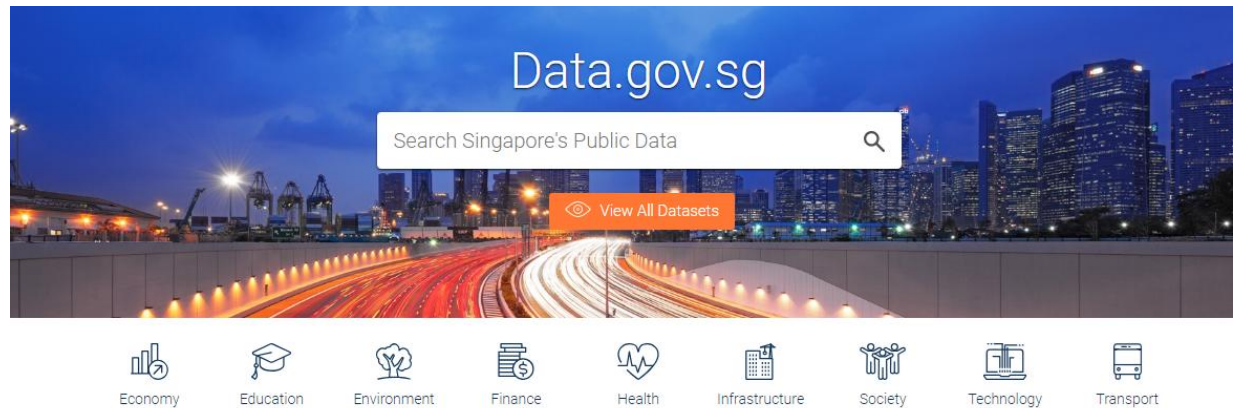 Data.gov.sg
Search Singapore's Public Data
View All Datasets
Economy Education Environment Finance Health Infrastructure Society Technology Transport